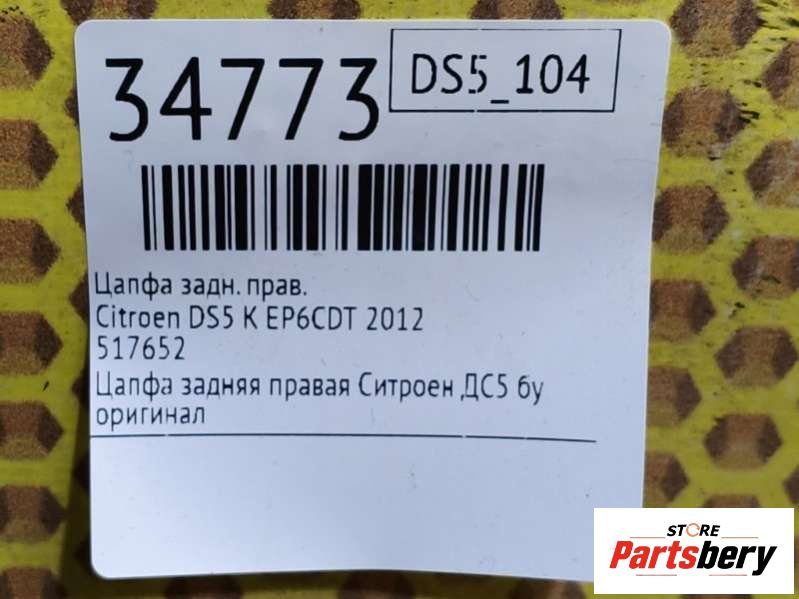 34773
DS5_104
Цапфа задн. прав.
Citroen DS5 K EP6CDT 2012
517652
Цапфа задняя правая Ситроен ДС5 бу
оригинал
STORE
Partsbery